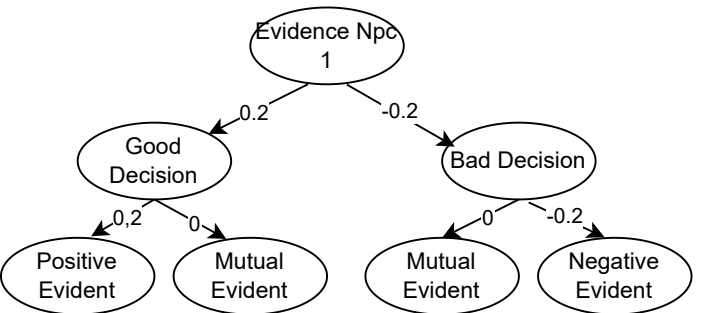 Evidence Npc
1
0.2
-0.2
Good
Decision
Bad Decision
0,2
0
0
-0.2
Positive
Evident
Mutual
Evident
Mutual
Evident
Negative
Evident